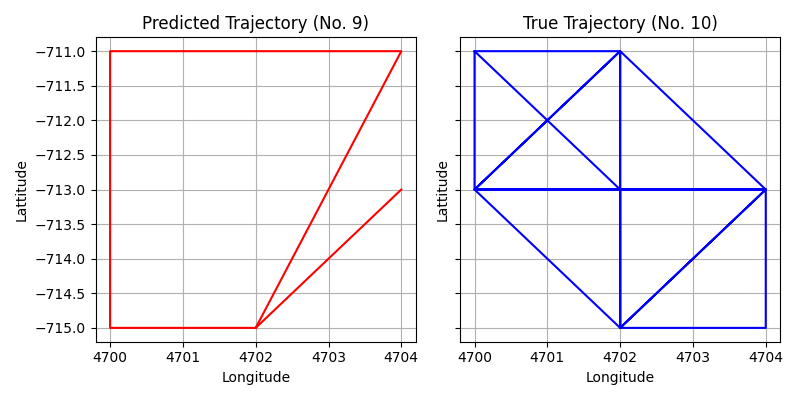 Predicted Trajectory (No. 9)
True Trajectory (No. 10)
Lattitude
−711.0
−711.5
−712.0
−712.5
−713.0
−713.5
−714.0
−714.5
−715.0
4700 4701 4702 4703 4704
Longitude
Lattitude
4700 4701 4702 4703 4704
Longitude